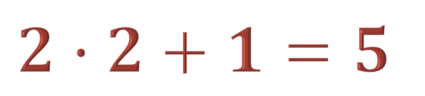 2 · 2 + 1 = 5